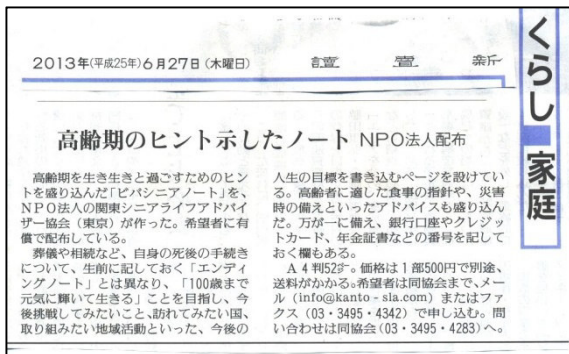 2013年(平成25年)6月27日(木曜日)
讀賣新
くらし 家庭
高齢期のヒント示したノート NPO法人配布
高齢期を生き生きと過ごすためのヒン
トを盛り込んだ「ビバシニアノート」を、
NPO法人の関東シニアライフアドバイ
ザー協会(東京)が作った。希望者に有
償で配布している。
葬儀や相続など、自身の死後の手続き
について、生前に記しておく「エンディ
ングノート」とは異なり、「100歳まで
元気に輝いて生きる」ことを目指し、今
後挑戦してみたいこと、訪れてみたい国、
取り組みたい地域活動といった、今後の
人生の目標を書き込むページを設けてい
る。高齢者に適した食事の指針や、災害
時の備えといったアドバイスも盛り込ん
だ。万が一に備え、銀行口座やクレジッ
トカード、年金証書などの番号を記して
おく欄もある。
A4判52㌻。価格は1部500円で別途、
送料がかかる。希望者は同協会まで、メー
ル(info@kanto-sla.com)またはファ
クス(03・3495・4342)で申し込む。問
い合わせは同協会(03・3495・4283)へ。